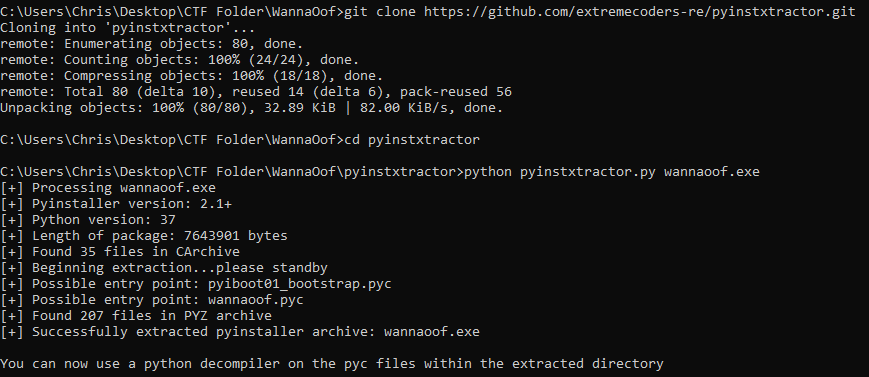 C:\Users\Chris\Desktop\CTF Folder\WannaOof>git clone https://github.com/extremecoders-re/pyinstxtractor.git
Cloning into 'pyinstxtractor'...
remote: Enumerating objects: 80, done.
remote: Counting objects: 100% (24/24), done.
remote: Compressing objects: 100% (18/18), done.
remote: Total 80 (delta 10), reused 14 (delta 6), pack-reused 56
Unpacking objects: 100% (80/80), 32.89 KiB | 82.00 KiB/s, done.
C:\Users\Chris\Desktop\CTF Folder\WannaOof>cd pyinstxtractor
C:\Users\Chris\Desktop\CTF Folder\WannaOof\pyinstxtractor>python pyinstxtractor.py wannaoof.exe
[+] Processing wannaoof.exe
[+] Pyinstaller version: 2.1+
[+] Python version: 37
[+] Length of package: 7643901 bytes
[+] Found 35 files in CArchive
[+] Beginning extraction...please standby
[+] Possible entry point: pyiboot01_bootstrap.pyc
[+] Possible entry point: wannaoof.pyc
[+] Found 207 files in PYZ archive
[+] Successfully extracted pyinstaller archive: wannaoof.exe
You can now use a python decompiler on the pyc files within the extracted directory